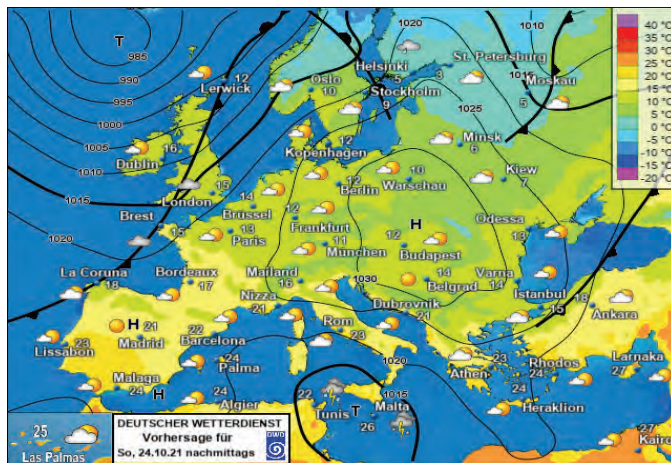 T
985
990
995
1000
1005
1010
1015
1020
1020
1010
1015
1025
1030
1020
1015
40 °C
35 °C
30 °C
25 °C
20 °C
15 °C
10 °C
5 °C
0 °C
-5 °C
-10 °C
-15 °C
-20 °C
12
Lerwick
Oslo
10
Helsinki
5
Stockholm
9
St. Petersburg
3
Moskau
5
16
Dublin
Kopenhagen
12
Minsk
6
London
15
Brüssel
14
Berlin
12
Warschau
10
Kiew
7
Brest
15
Paris
13
Frankfurt
12
München
11
H
Budapest
12
Odessa
13
La Coruna
18
Bordeaux
17
Mailand
16
Nizza
21
Belgrad
14
Varna
14
Dubrovnik
21
Istanbul
15
Ankara
18
H
Madrid
21
Lissabon
23
Barcelona
22
Palma
24
Rom
23
Athen
23
Rhodos
24
Larnaka
27
Malaga
24
H
Algier
24
Tunis
22
T
Malta
26
Heraklion
24
Kairo
27
25
Las Palmas
DEUTSCHER WETTERDIENST
Vorhersage für
So, 24.10.21 nachmittags
DWD